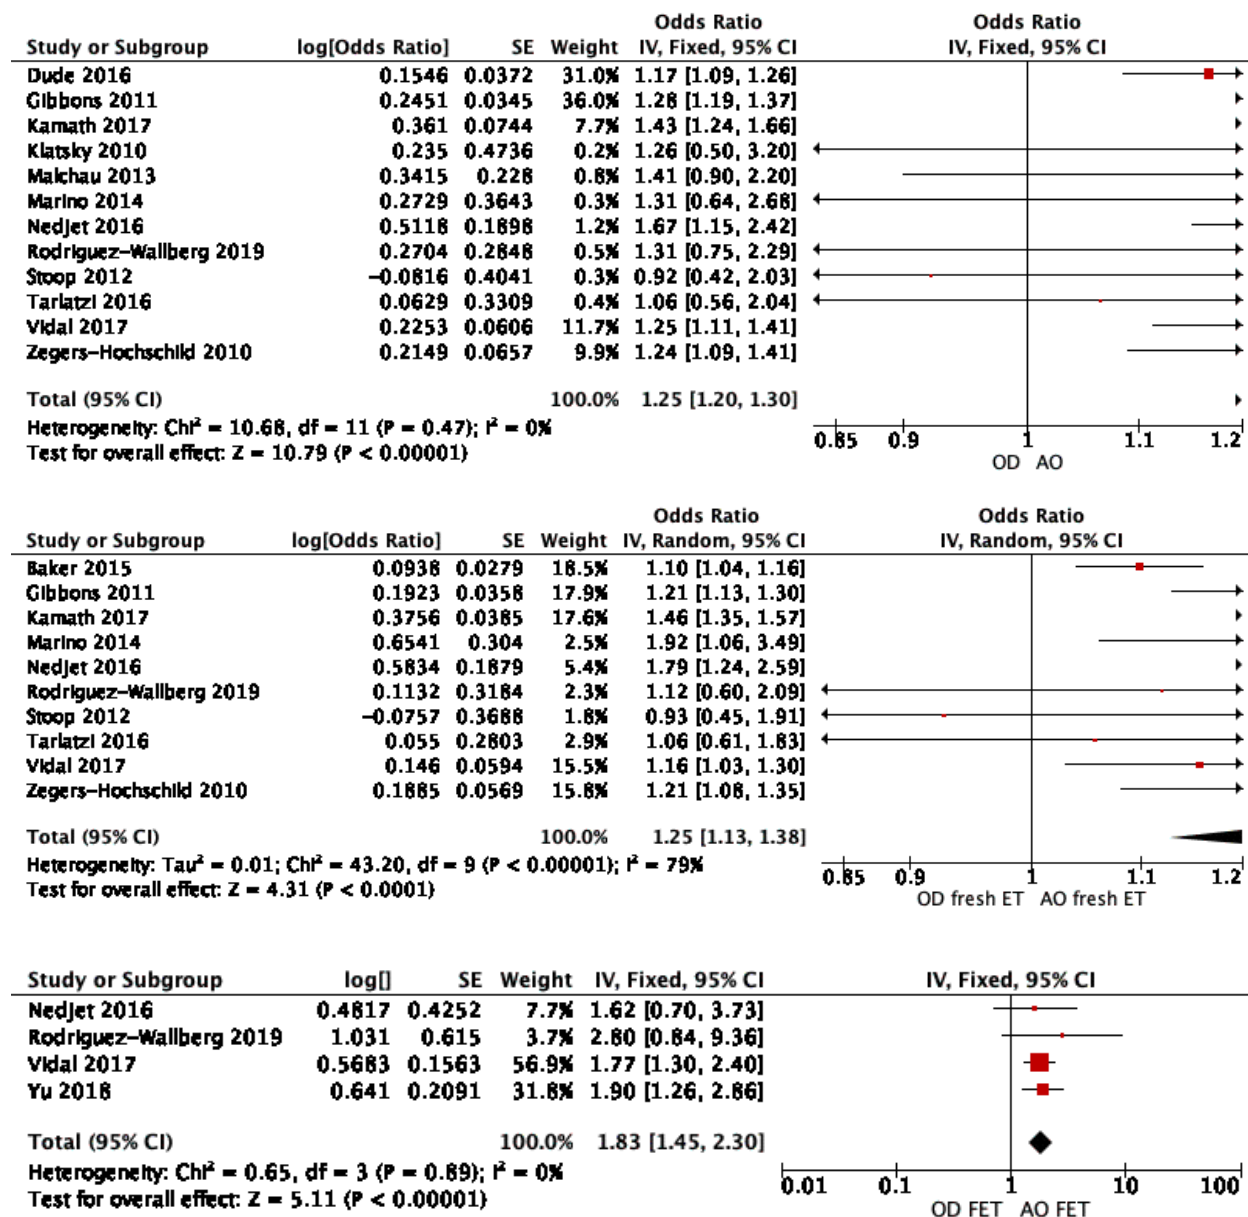 Odds Ratio Odds Ratio
Study or Subgroup log[Odds Ratio] SE Weight IV, Fixed, 95% CI IV, Fixed, 95% CI
Dude 2016 0.1546 0.0372 31.0% 1.17 [1.09, 1.26]
Gibbons 2011 0.2451 0.0345 36.0% 1.28 [1.19, 1.37]
Kamath 2017 0.361 0.0744 7.7% 1.43 [1.24, 1.66]
Klatsky 2010 0.235 0.4736 0.2% 1.26 [0.50, 3.20]
Malchau 2013 0.3415 0.228 0.8% 1.41 [0.90, 2.20]
Marino 2014 0.2729 0.3643 0.3% 1.31 [0.64, 2.68]
Nedjet 2016 0.5118 0.1898 1.2% 1.67 [1.15, 2.42]
Rodriguez-Wallberg 2019 0.2704 0.2848 0.5% 1.31 [0.75, 2.29]
Stoop 2012 -0.0816 0.4041 0.3% 0.92 [0.42, 2.03]
Tarlatzi 2016 0.0629 0.3309 0.4% 1.06 [0.56, 2.04]
Vidal 2017 0.2253 0.0606 11.7% 1.25 [1.11, 1.41]
Zegers-Hochschild 2010 0.2149 0.0657 9.9% 1.24 [1.09, 1.41]
Total (95% CI) 100.0% 1.25 [1.20, 1.30]
Heterogeneity: Chi² = 10.68, df = 11 (P = 0.47); I² = 0%
Test for overall effect: Z = 10.79 (P < 0.00001)
0.85 0.9 1 1.1 1.2
OD AO
Odds Ratio Odds Ratio
Study or Subgroup log[Odds Ratio] SE Weight IV, Random, 95% CI IV, Random, 95% CI
Baker 2015 0.0938 0.0279 18.5% 1.10 [1.04, 1.16]
Gibbons 2011 0.1923 0.0358 17.9% 1.21 [1.13, 1.30]
Kamath 2017 0.3756 0.0385 17.6% 1.46 [1.35, 1.57]
Marino 2014 0.6541 0.304 2.5% 1.92 [1.06, 3.49]
Nedjet 2016 0.5834 0.1879 5.4% 1.79 [1.24, 2.59]
Rodriguez-Wallberg 2019 0.1132 0.3184 2.3% 1.12 [0.60, 2.09]
Stoop 2012 -0.0757 0.3688 1.8% 0.93 [0.45, 1.91]
Tarlatzi 2016 0.055 0.2803 2.9% 1.06 [0.61, 1.83]
Vidal 2017 0.146 0.0594 15.5% 1.16 [1.03, 1.30]
Zegers-Hochschild 2010 0.1885 0.0569 15.8% 1.21 [1.08, 1.35]
Total (95% CI) 100.0% 1.25 [1.13, 1.38]
Heterogeneity: Tau² = 0.01; Chi² = 43.20, df = 9 (P < 0.00001); I² = 79%
Test for overall effect: Z = 4.31 (P < 0.0001)
0.85 0.9 1 1.1 1.2
OD fresh ET AO fresh ET
Study or Subgroup log[] SE Weight IV, Fixed, 95% CI IV, Fixed, 95% CI
Nedjet 2016 0.4817 0.4252 7.7% 1.62 [0.70, 3.73]
Rodriguez-Wallberg 2019 1.031 0.615 3.7% 2.80 [0.84, 9.36]
Vidal 2017 0.5683 0.1563 56.9% 1.77 [1.30, 2.40]
Yu 2018 0.641 0.2091 31.8% 1.90 [1.26, 2.86]
Total (95% CI) 100.0% 1.83 [1.45, 2.30]
Heterogeneity: Chi² = 0.65, df = 3 (P = 0.89); I² = 0%
Test for overall effect: Z = 5.11 (P < 0.00001)
0.01 0.1 1 10 100
OD FET AO FET